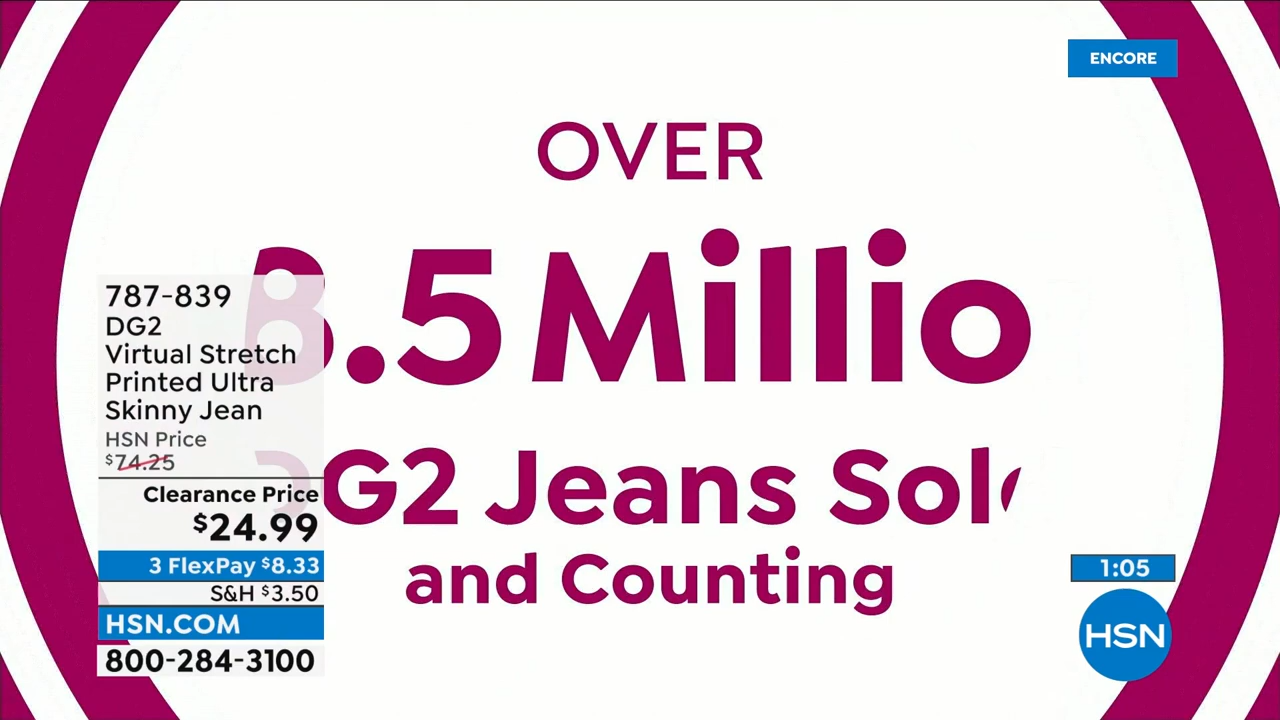 ENCORE
OVER
.5 Millio
G2 Jeans Sol
and Counting
787-839
DG2
Virtual Stretch
Printed Ultra
Skinny Jean
HSN Price
$74.25
Clearance Price
$24.99
3 FlexPay $8.33
S&H $3.50
HSN.COM
800-284-3100
1:05
HSN